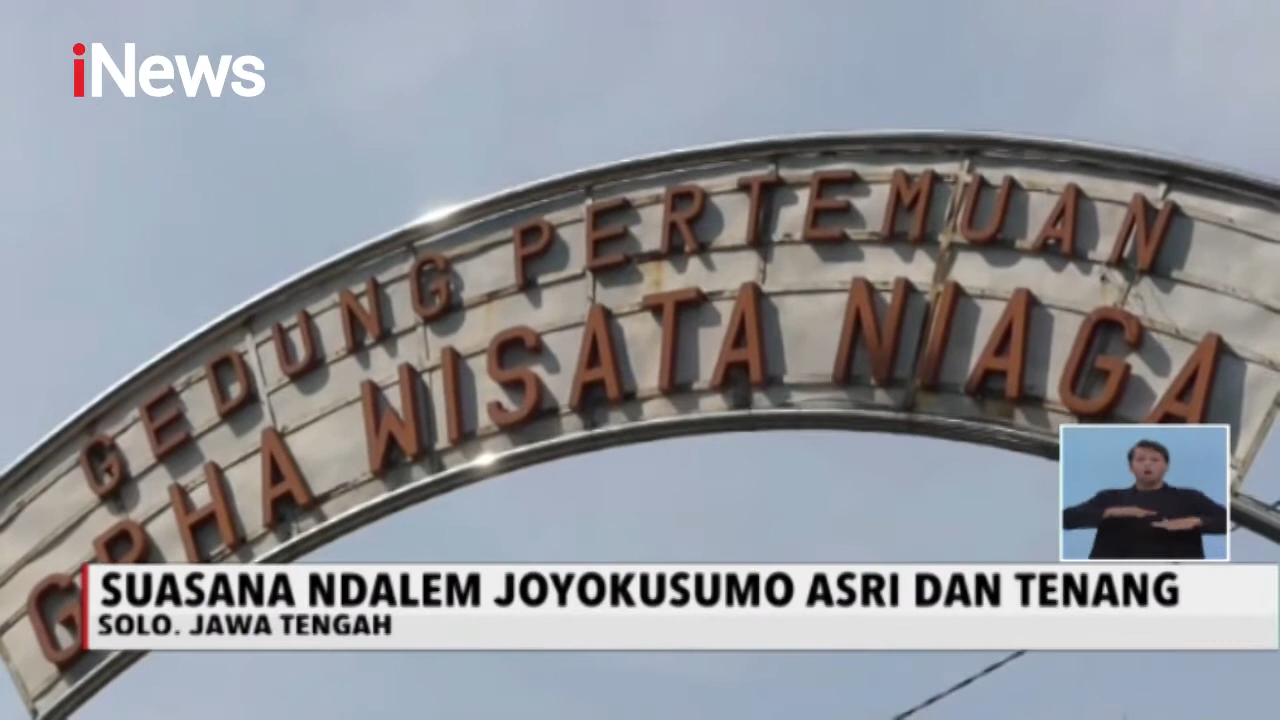 iNews
GEDUNG PERTEMUAN
GRHA WISATA NIAGA
SUASANA NDALEM JOYOKUSUMO ASRI DAN TENANG
SOLO, JAWA TENGAH